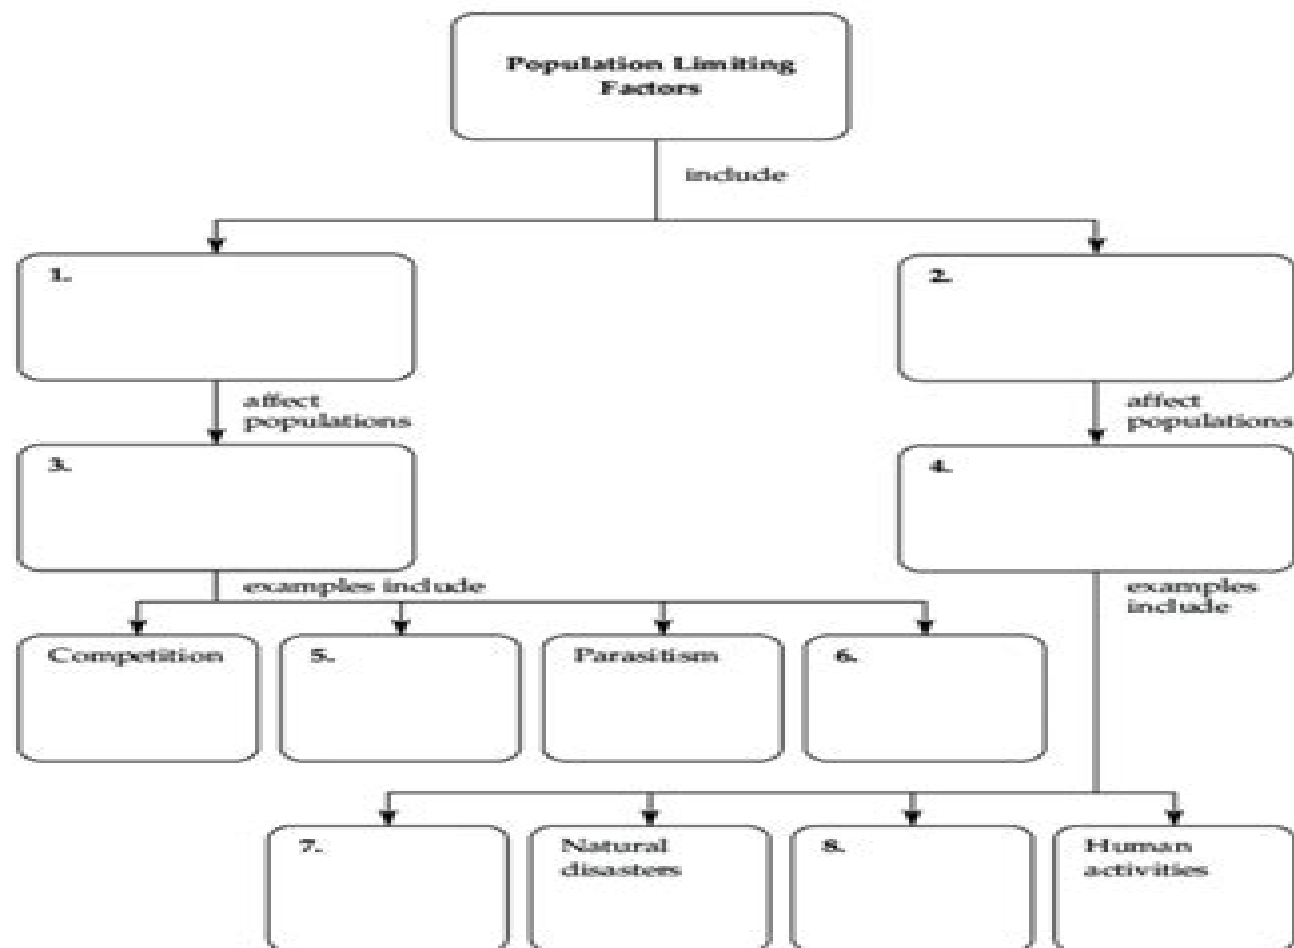 Population Limiting
Factors
include
1.
2.
affect
populations
affect
populations
3.
4.
examples include
examples
include
Competition
5.
Parasitism
6.
7.
Natural
disasters
8.
Human
activities